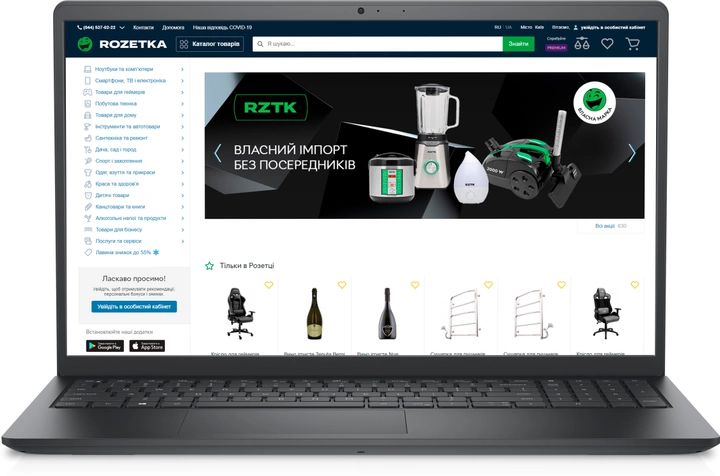 (044) 537-02-22
Контакти
Допомога
Наша відповідь COVID-19
RU UA
Місто Київ
Вітаємо, увійдіть в особистий кабінет
ROZETKA
Каталог товарів
Я шукаю...
Знайти
Спробуйте
PREMIUM
Ноутбуки та комп'ютери
Смартфони, ТВ і електроніка
Товари для геймерів
Побутова техніка
Товари для дому
Інструменти та автотовари
Сантехніка та ремонт
Дача, сад і город
Спорт і захоплення
Одяг, взуття та прикраси
Краса та здоров'я
Дитячі товари
Канцтовари та книги
Алкогольні напої та продукти
Товари для бізнесу
Послуги та сервіси
Лавина знижок до 55%
RZTK
ВЛАСНИЙ ІМПОРТ
БЕЗ ПОСЕРЕДНИКІВ
RZTK
2000 W
ВЛАСНА МАРКА
Всі акції
Ласкаво просимо!
Увійдіть, щоб отримувати рекомендації,
персональні бонуси і знижки.
Увійдіть в особистий кабінет
Встановлюйте наші додатки
Google Play
App Store
Тільки в Розетці
Крісло для геймерів
Вино ігристе Tenuta
Вино ігристе
Сушарка для рушників
Сушарка для рушників
Крісло для геймерів